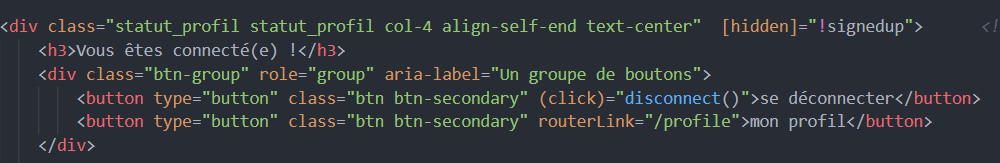 <div class="statut_profil statut_profil col-4 align-self-end text-center"  [hidden]="!signedup"> <!
<h3>Vous êtes connecté(e) !</h3>
<div class="btn-group" role="group" aria-label="Un groupe de boutons">
<button type="button" class="btn btn-secondary" (click)="disconnect()">se déconnecter</button>
<button type="button" class="btn btn-secondary" routerLink="/profile">mon profil</button>
</div>